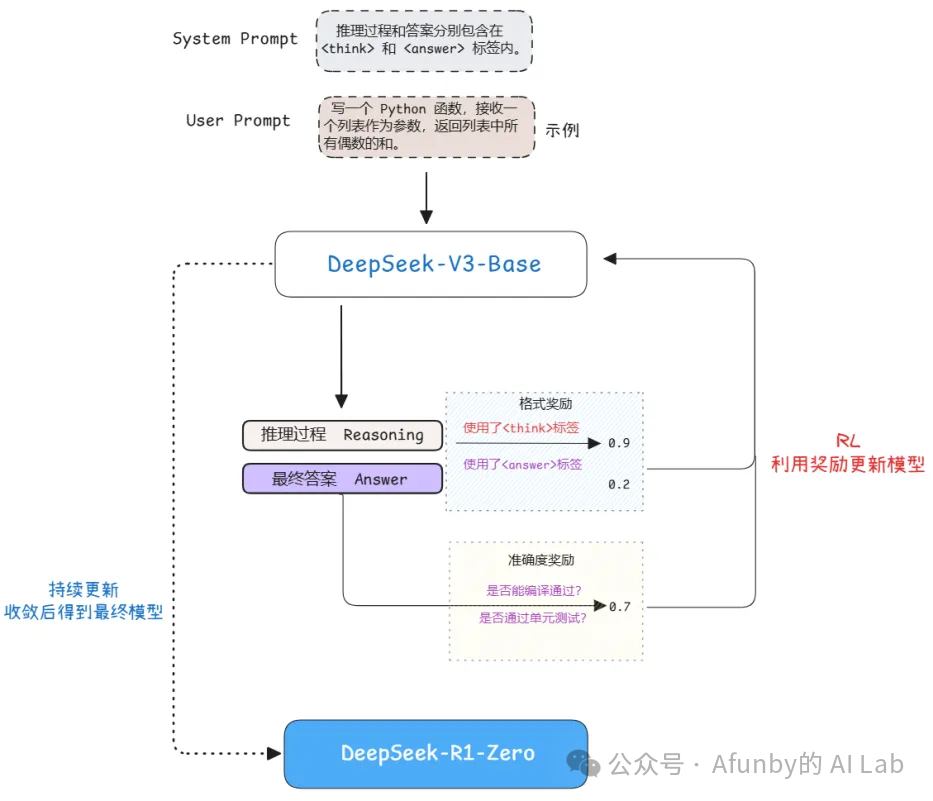 System Prompt
推理过程和答案分别包含在
<think> 和 <answer> 标签内。
User Prompt
写一个 Python 函数，接收一
个列表作为参数，返回列表中所
有偶数的和。
示例
DeepSeek-V3-Base
格式奖励
推理过程 Reasoning
使用了<think>标签
0.9
最终答案 Answer
使用了<answer>标签
0.2
RL
利用奖励更新模型
准确度奖励
是否能编译通过？
0.7
是否通过单元测试？
持续更新
收敛后得到最终模型
DeepSeek-R1-Zero
公众号 · Afunby的 AI Lab